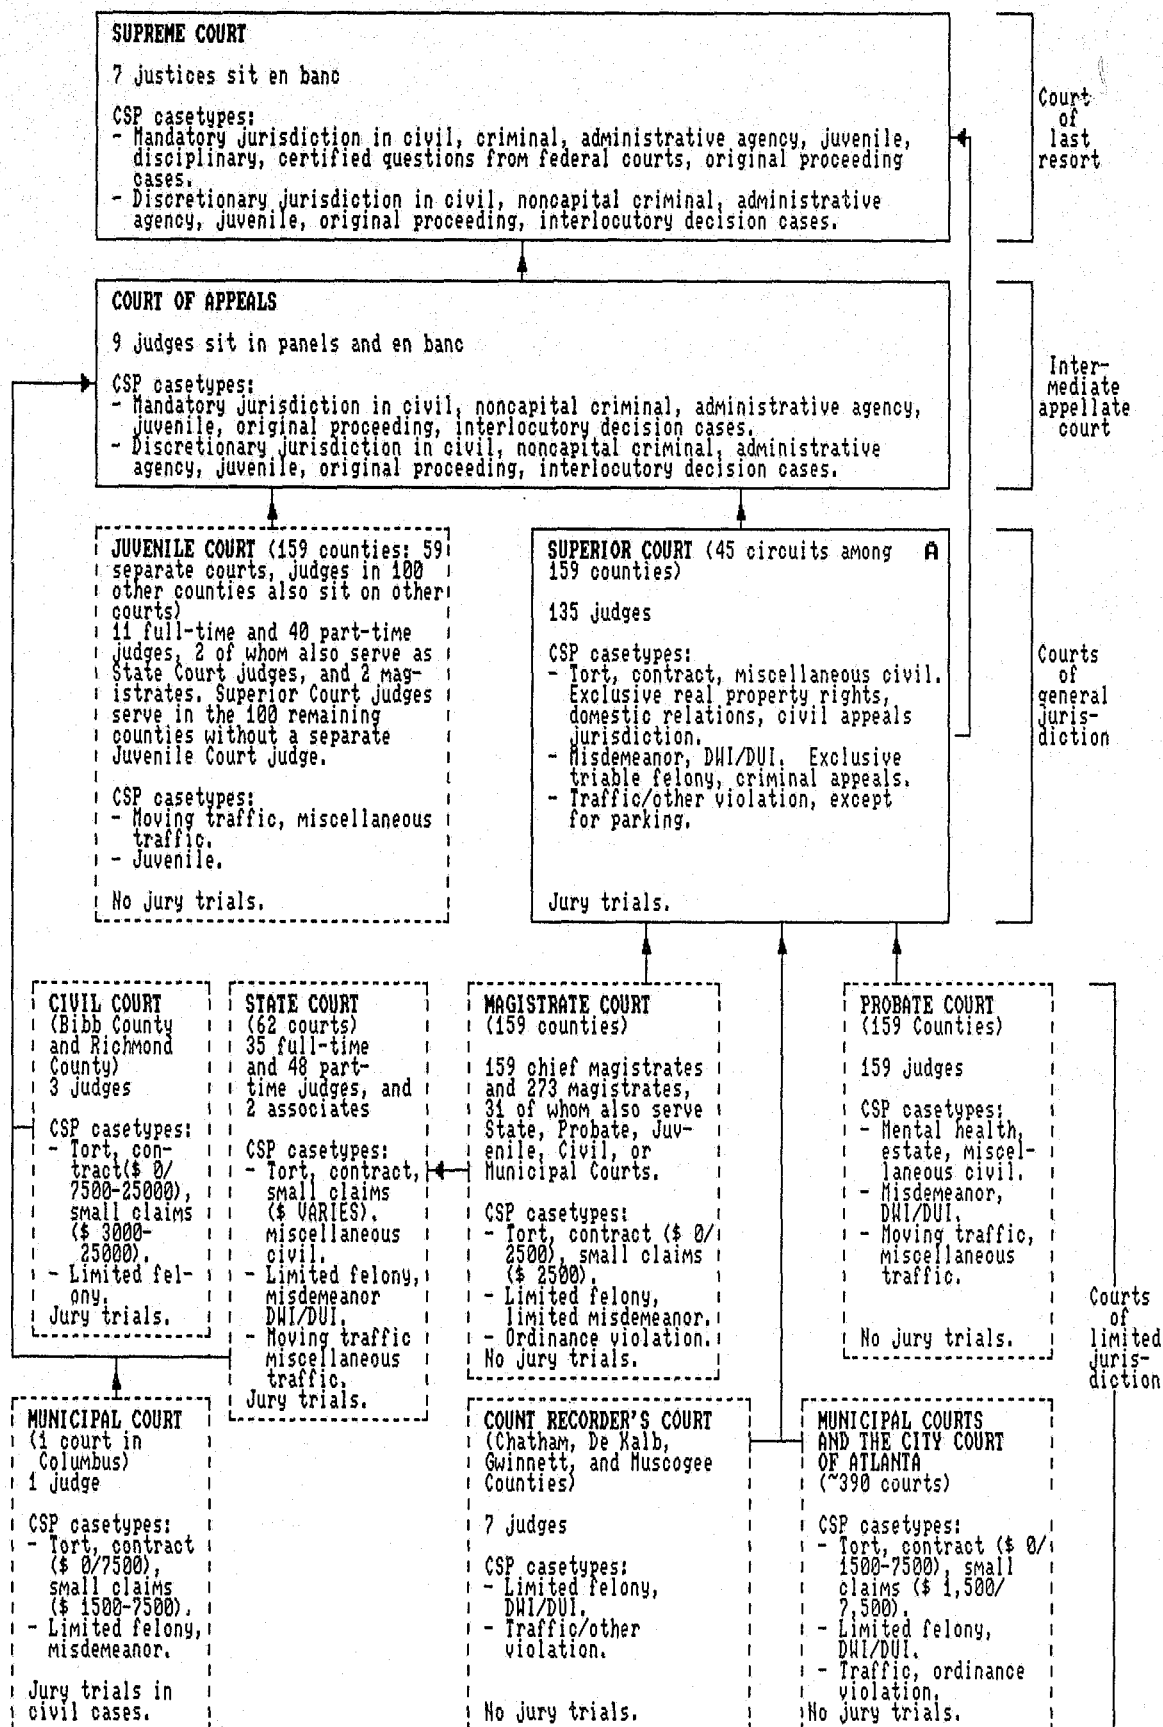 SUPREME COURT
7 justices sit en banc
CSP casetypes:
- Mandatory jurisdiction in civil, criminal, administrative agency, juvenile,
disciplinary, certified questions from federal courts, original proceeding
cases.
- Discretionary jurisdiction in civil, noncapital criminal, administrative
agency, juvenile, original proceeding, interlocutory decision cases.
Court
of
last
resort
COURT OF APPEALS
9 judges sit in panels and en banc
CSP casetypes:
- Mandatory jurisdiction in civil, noncapital criminal, administrative agency,
juvenile, original proceeding, interlocutory decision cases.
- Discretionary jurisdiction in civil, noncapital criminal, administrative
agency, juvenile, original proceeding, interlocutory decision cases.
Inter-
mediate
appellate
court
JUVENILE COURT (159 counties: 59
separate courts, judges in 100
other counties also sit on other
courts)
11 full-time and 40 part-time
judges, 2 of whom also serve as
State Court judges, and 2 mag-
istrates. Superior Court judges
serve in the 100 remaining
counties without a separate
Juvenile Court judge.
CSP casetypes:
- Moving traffic, miscellaneous
traffic.
- Juvenile.
No jury trials.
SUPERIOR COURT (45 circuits among A
159 counties)
135 judges
CSP casetypes:
- Tort, contract, miscellaneous civil.
Exclusive real property rights,
domestic relations, civil appeals
jurisdiction.
- Misdemeanor, DWI/DUI. Exclusive
triable felony, criminal appeals.
- Traffic/other violation, except
for parking.
Jury trials.
Courts
of
general
juris-
diction
CIVIL COURT
(Bibb County
and Richmond
County)
3 judges
CSP casetypes:
- Tort, con-
tract($ 0/
7500-25000),
small claims
($ 3000-
25000).
- Limited fel-
ony.
Jury trials.
STATE COURT
(62 courts)
35 full-time
and 48 part-
time judges, and
2 associates
CSP casetypes:
- Tort, contract,
small claims
($ VARIES).
miscellaneous
civil.
- Limited felony,
misdemeanor
DWI/DUI.
- Moving traffic
miscellaneous
traffic.
Jury trials.
MAGISTRATE COURT
(159 counties)
159 chief magistrates
and 273 magistrates,
31 of whom also serve
State, Probate, Juv-
enile, Civil, or
Municipal Courts.
CSP casetypes:
- Tort, contract ($ 0/
2500), small claims
($ 2500).
- Limited felony,
limited misdemeanor.
- Ordinance violation.
No jury trials.
PROBATE COURT
(159 Counties)
159 judges
CSP casetypes:
- Mental health,
estate, miscel-
laneous civil.
- Misdemeanor,
DWI/DUI.
- Moving traffic,
miscellaneous
traffic.
No jury trials.
Courts
of
limited
juris-
diction
MUNICIPAL COURT
(1 court in
Columbus)
1 judge
CSP casetypes:
- Tort, contract
($ 0/7500),
small claims
($ 1500-7500).
- Limited felony,
misdemeanor.
Jury trials in
civil cases.
COUNT RECORDER'S COURT
(Chatham, De Kalb,
Gwinnett, and Muscogee
Counties)
7 judges
CSP casetypes:
- Limited felony,
DWI/DUI.
- Traffic/other
violation.
No jury trials.
MUNICIPAL COURTS
AND THE CITY COURT
OF ATLANTA
(~390 courts)
CSP casetypes:
- Tort, contract ($ 0/
1500-7500), small
claims ($ 1,500/
7,500).
- Limited felony,
DWI/DUI.
- Traffic, ordinance
violation.
No jury trials.